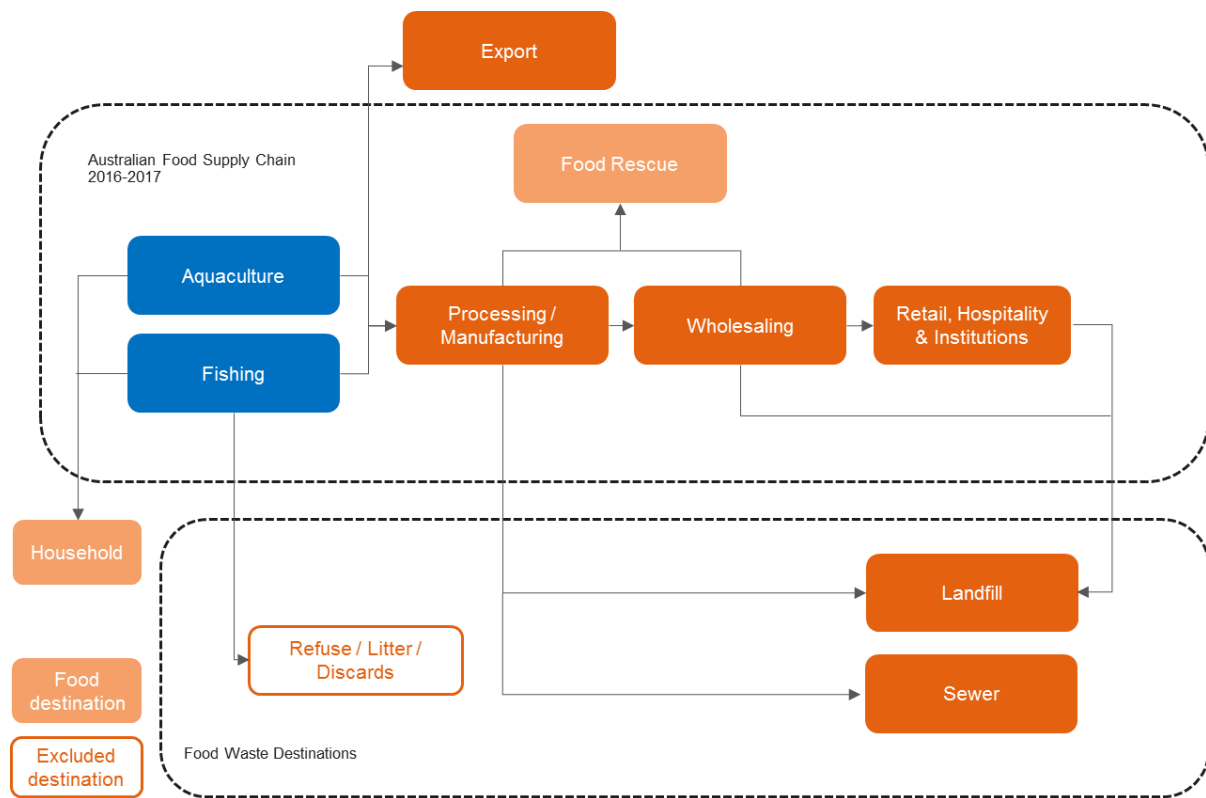 Export
Australian Food Supply Chain
2016-2017
Food Rescue
Aquaculture
Processing /
Manufacturing
Wholesaling
Retail, Hospitality
& Institutions
Fishing
Household
Landfill
Refuse / Litter /
Discards
Sewer
Food
destination
Excluded
destination
Food Waste Destinations